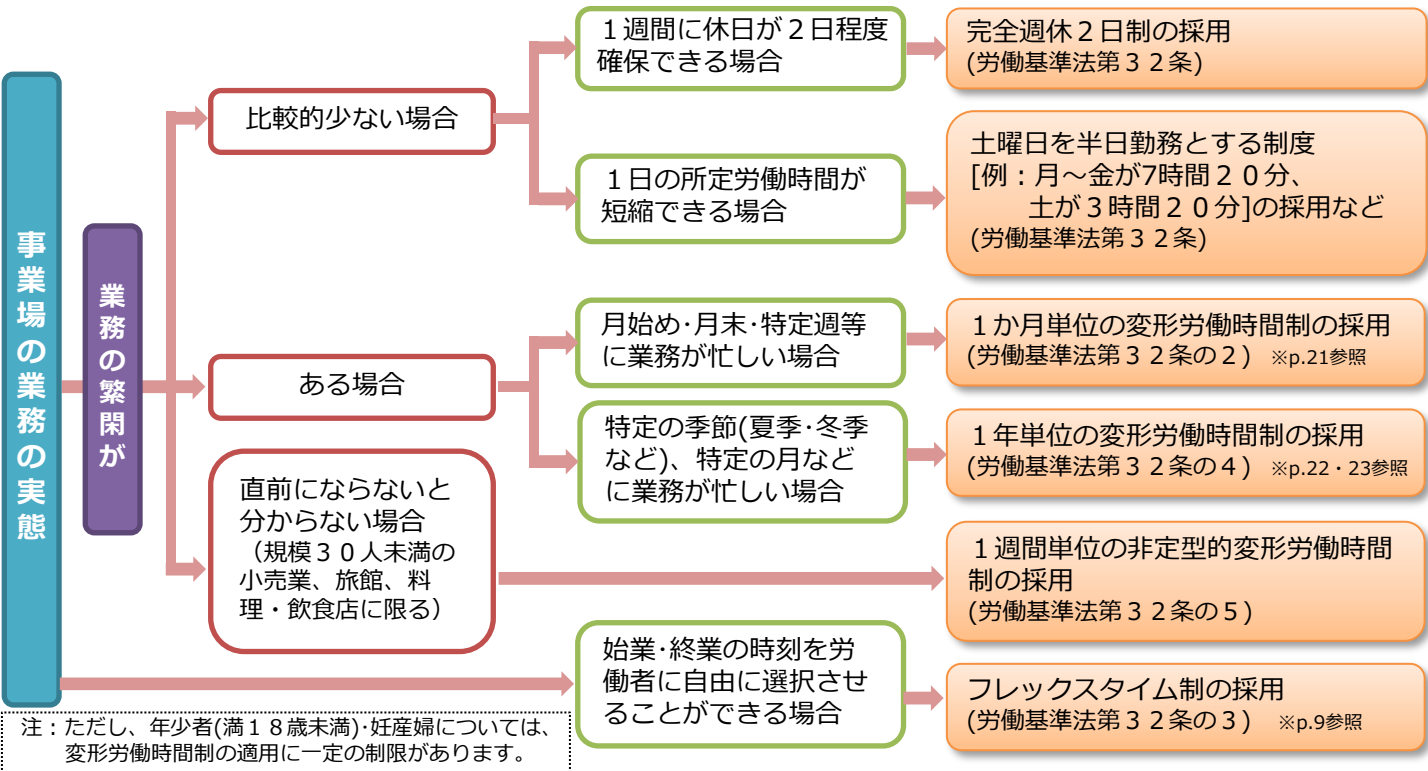 事業場の業務の実態
業務の繁閑が
比較的少ない場合
１週間に休日が２日程度
確保できる場合
完全週休２日制の採用
(労働基準法第３２条)
１日の所定労働時間が
短縮できる場合
土曜日を半日勤務とする制度
[例：月～金が7時間２０分、
土が３時間２０分]の採用など
(労働基準法第３２条)
ある場合
月始め･月末･特定週等
に業務が忙しい場合
１か月単位の変形労働時間制の採用
(労働基準法第３２条の２) ※p.21参照
特定の季節(夏季･冬季
など)、特定の月など
に業務が忙しい場合
１年単位の変形労働時間制の採用
(労働基準法第３２条の４) ※p.22・23参照
直前にならないと
分からない場合
（規模３０人未満の
小売業、旅館、料
理・飲食店に限る）
１週間単位の非定型的変形労働時間
制の採用
(労働基準法第３２条の５)
始業･終業の時刻を労
働者に自由に選択させ
ることができる場合
フレックスタイム制の採用
(労働基準法第３２条の３) ※p.9参照
注：ただし、年少者(満１８歳未満)･妊産婦については、
変形労働時間制の適用に一定の制限があります。